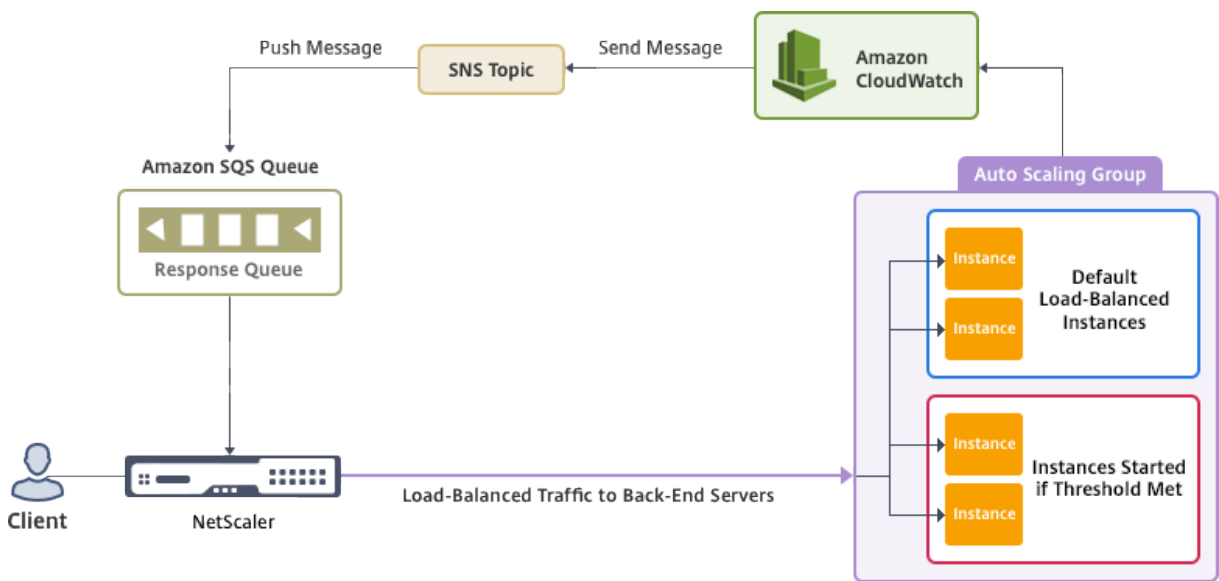 Push Message
Send Message
SNS Topic
Amazon
CloudWatch
Amazon SQS Queue
Response Queue
Auto Scaling Group
Instance
Instance
Default
Load-Balanced
Instances
Instance
Instance
Instances Started
if Threshold Met
Client
NetScaler
Load-Balanced Traffic to Back-End Servers